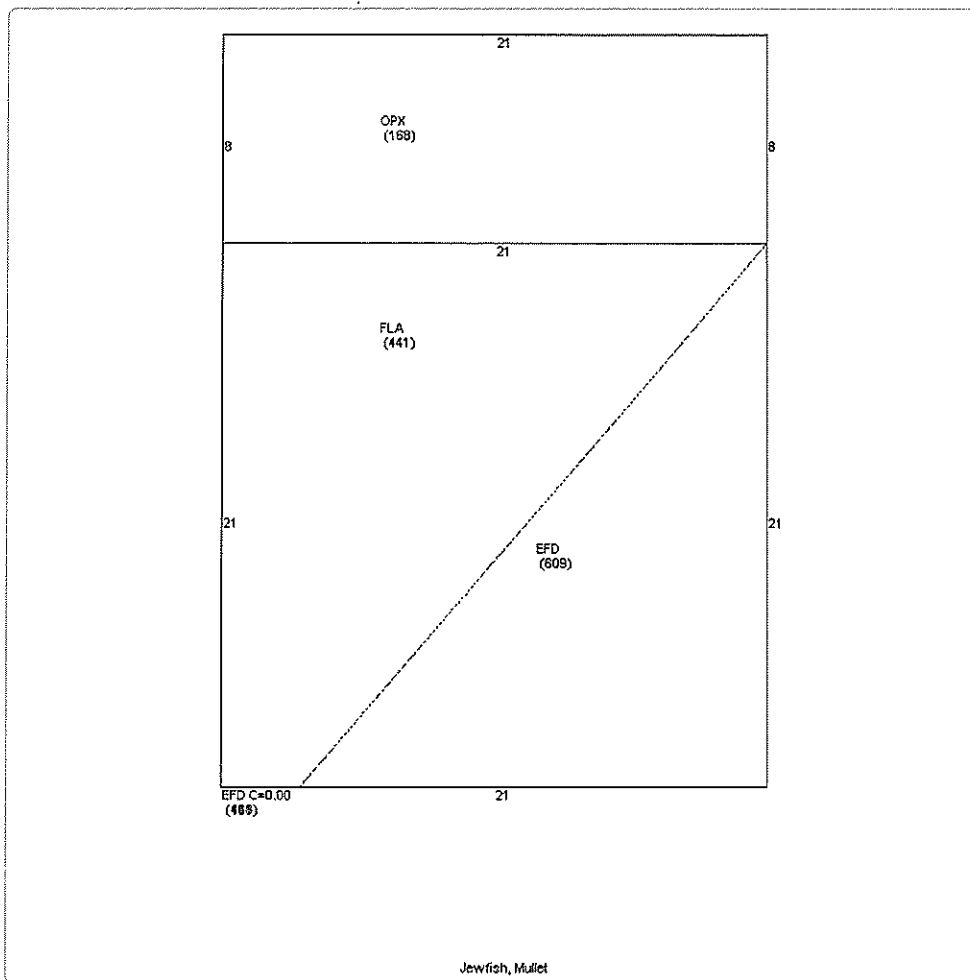 21
OPX
(168)
8
8
21
FLA
(441)
21
21
EFD
(609)
EFD C=0.00
21
Jewfish, Mullet